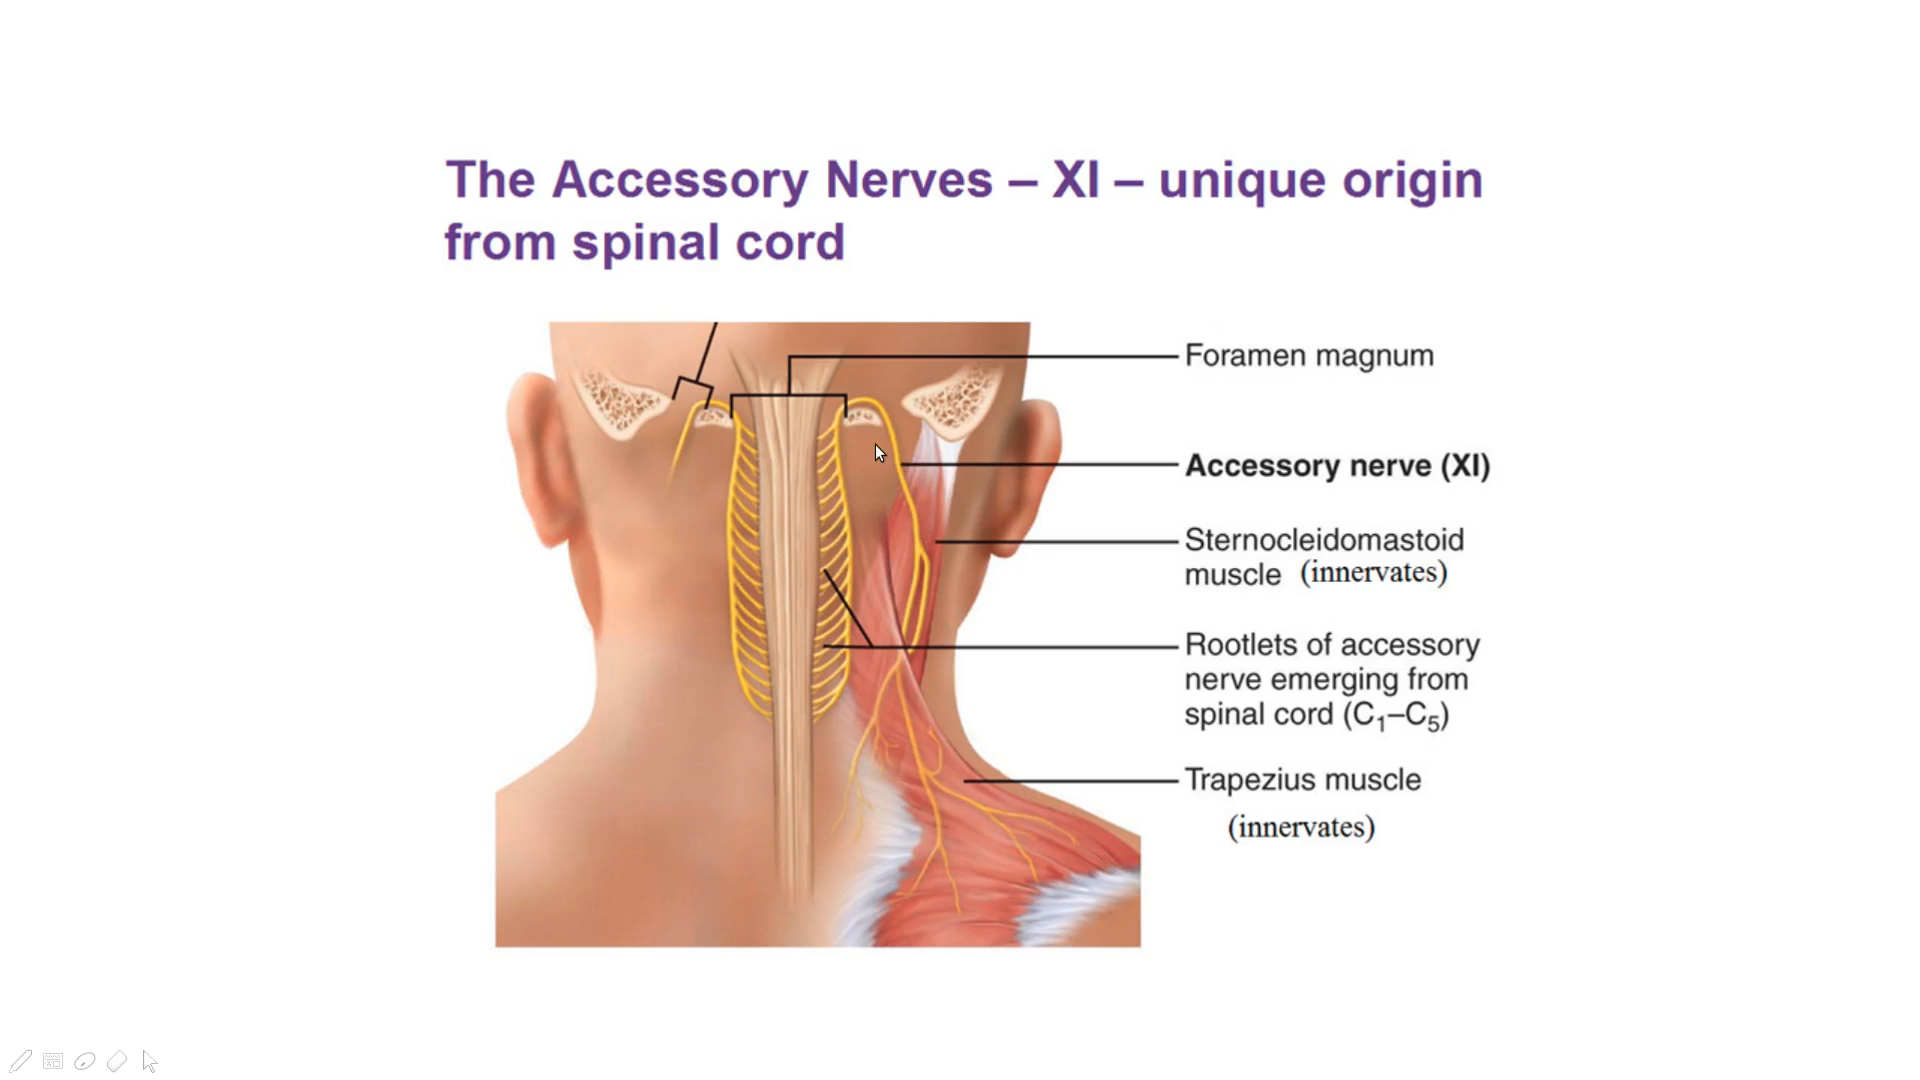 The Accessory Nerves – XI – unique origin
from spinal cord
Foramen magnum
Accessory nerve (XI)
Sternocleidomastoid
muscle (innervates)
Rootlets of accessory
nerve emerging from
spinal cord (C₁–C₅)
Trapezius muscle
(innervates)